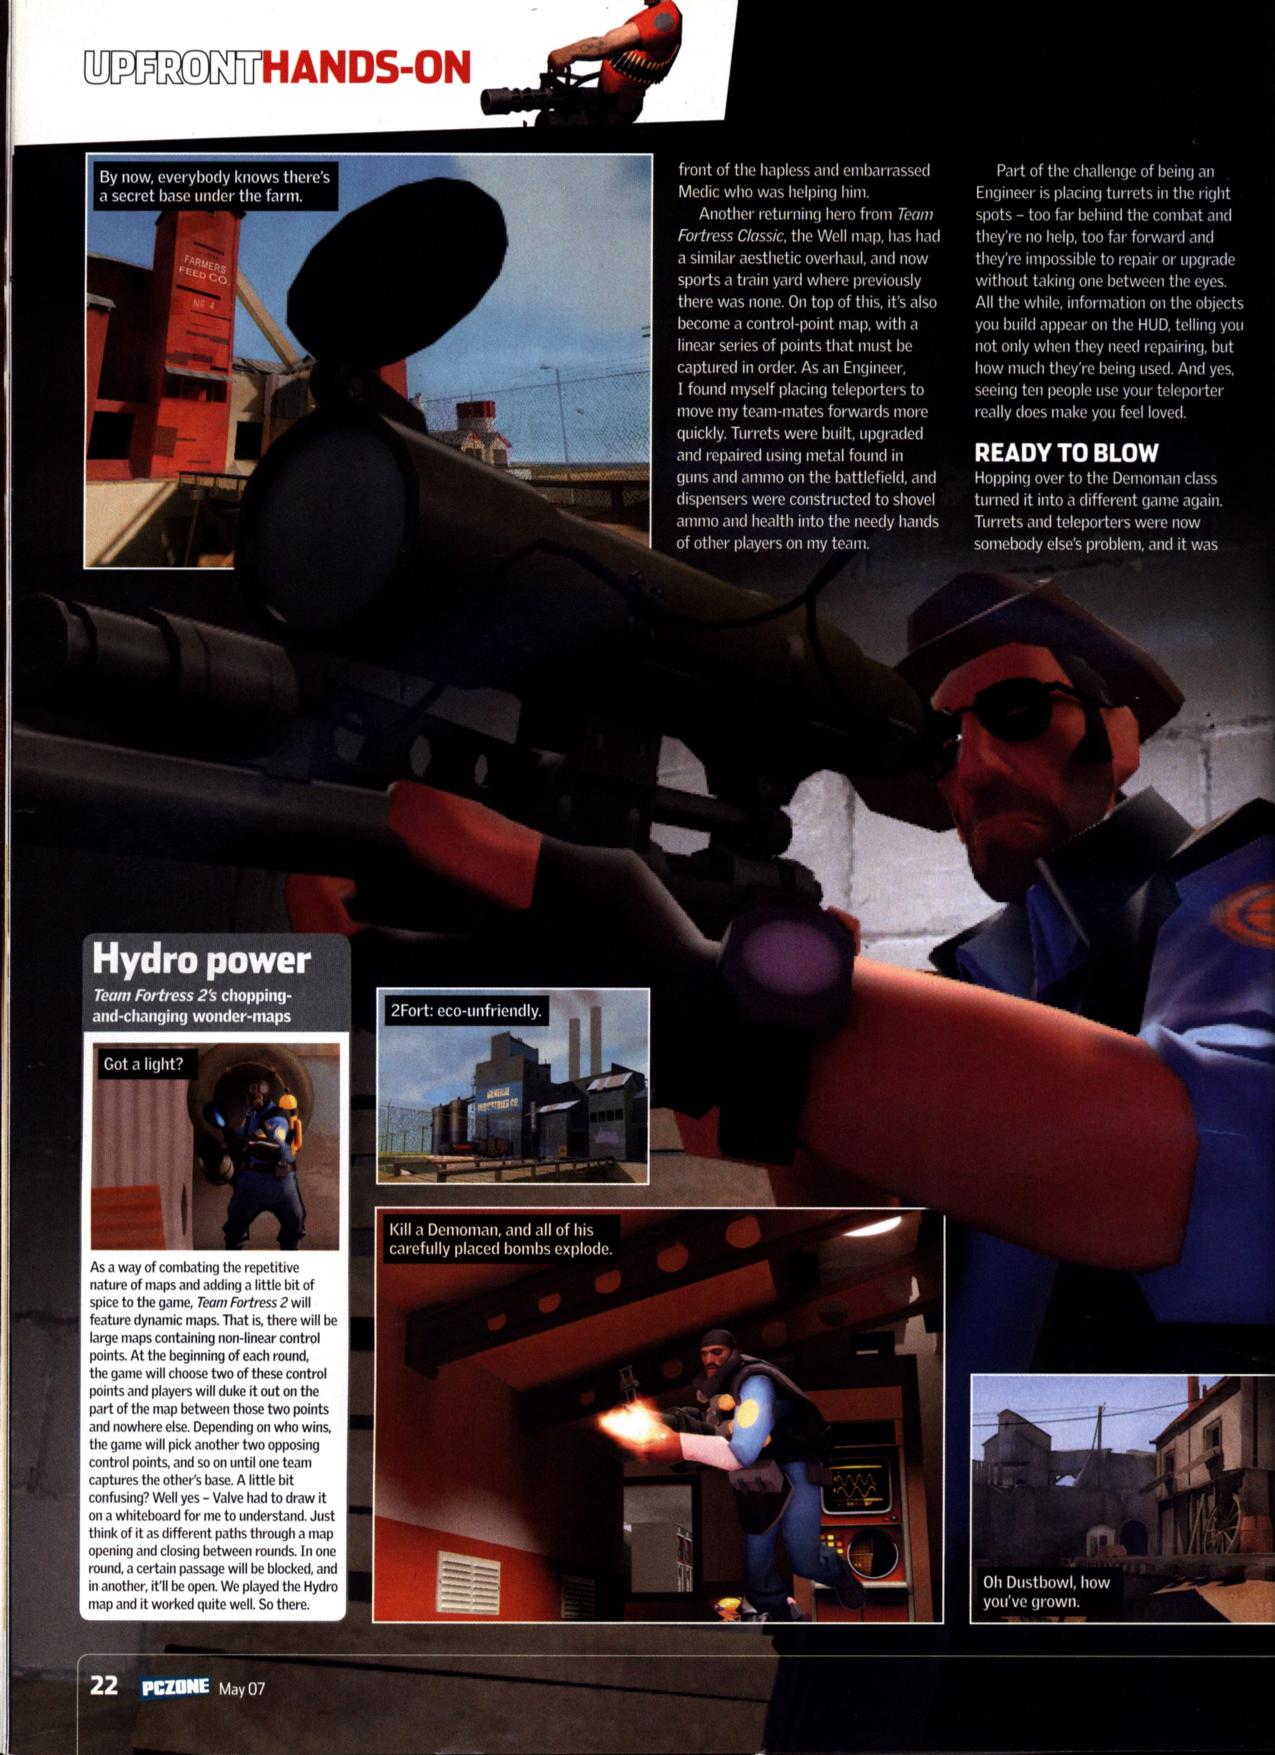 UPFRONTHANDS-ON
By now, everybody knows there's
a secret base under the farm.
FARMERS
FEED CO.
Nº 4
front of the hapless and embarrassed
Medic who was helping him.
Another returning hero from Team
Fortress Classic, the Well map, has had
a similar aesthetic overhaul, and now
sports a train yard where previously
there was none. On top of this, it's also
become a control-point map, with a
linear series of points that must be
captured in order. As an Engineer,
I found myself placing teleporters to
move my team-mates forwards more
quickly. Turrets were built, upgraded
and repaired using metal found in
guns and ammo on the battlefield, and
dispensers were constructed to shovel
ammo and health into the needy hands
of other players on my team.
Part of the challenge of being an
Engineer is placing turrets in the right
spots – too far behind the combat and
they're no help, too far forward and
they're impossible to repair or upgrade
without taking one between the eyes.
All the while, information on the objects
you build appear on the HUD, telling you
not only when they need repairing, but
how much they're being used. And yes,
seeing ten people use your teleporter
really does make you feel loved.
READY TO BLOW
Hopping over to the Demoman class
turned it into a different game again.
Turrets and teleporters were now
somebody else's problem, and it was
Hydro power
Team Fortress 2's chopping-
and-changing wonder-maps
Got a light?
As a way of combating the repetitive
nature of maps and adding a little bit of
spice to the game, Team Fortress 2 will
feature dynamic maps. That is, there will be
large maps containing non-linear control
points. At the beginning of each round,
the game will choose two of these control
points and players will duke it out on the
part of the map between those two points
and nowhere else. Depending on who wins,
the game will pick another two opposing
control points, and so on until one team
captures the other's base. A little bit
confusing? Well yes – Valve had to draw it
on a whiteboard for me to understand. Just
think of it as different paths through a map
opening and closing between rounds. In one
round, a certain passage will be blocked, and
in another, it'll be open. We played the Hydro
map and it worked quite well. So there.
2Fort: eco-unfriendly.
GENERAL
INDUSTRIES CO.
Kill a Demoman, and all of his
carefully placed bombs explode.
Oh Dustbowl, how
you've grown.
22 PCZONE May 07